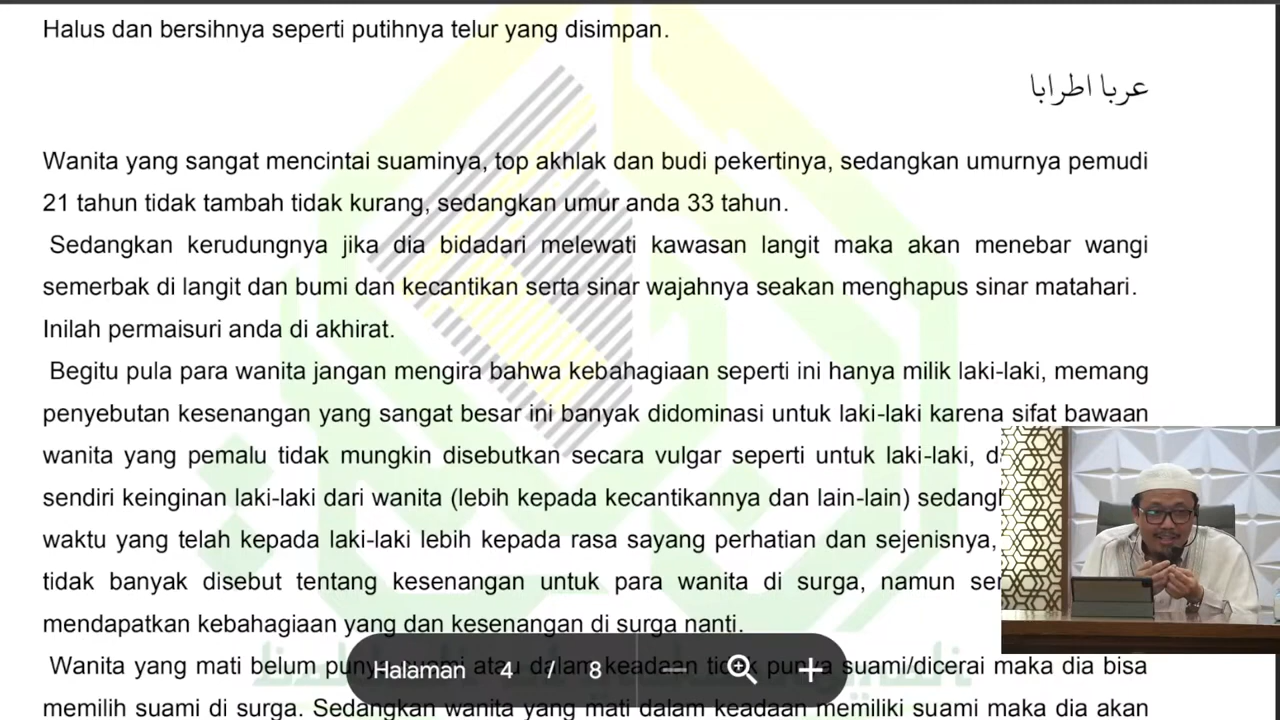 Halus dan bersihnya seperti putihnya telur yang disimpan.
عربا اطرابا
Wanita yang sangat mencintai suaminya, top akhlak dan budi pekertinya, sedangkan umurnya pemudi
21 tahun tidak tambah tidak kurang, sedangkan umur anda 33 tahun.
Sedangkan kerudungnya jika dia bidadari melewati kawasan langit maka akan menebar wangi
semerbak di langit dan bumi dan kecantikan serta sinar wajahnya seakan menghapus sinar matahari.
Inilah permaisuri anda di akhirat.
Begitu pula para wanita jangan mengira bahwa kebahagiaan seperti ini hanya milik laki-laki, memang
penyebutan kesenangan yang sangat besar ini banyak didominasi untuk laki-laki karena sifat bawaan
wanita yang pemalu tidak mungkin disebutkan secara vulgar seperti untuk laki-laki,
sendiri keinginan laki-laki dari wanita (lebih kepada kecantikannya dan lain-lain)
waktu yang telah kepada laki-laki lebih kepada rasa sayang perhatian dan sejenisnya,
tidak banyak disebut tentang kesenangan untuk para wanita di surga, namun
mendapatkan kebahagiaan yang dan kesenangan di surga nanti.
Wanita yang mati belum punya suami atau dalam keadaan tidak punya suami/dicerai maka dia bisa
Halaman 4 / 8
memilih suami di surga. Sedangkan wanita yang mati dalam keadaan memiliki suami maka dia akan